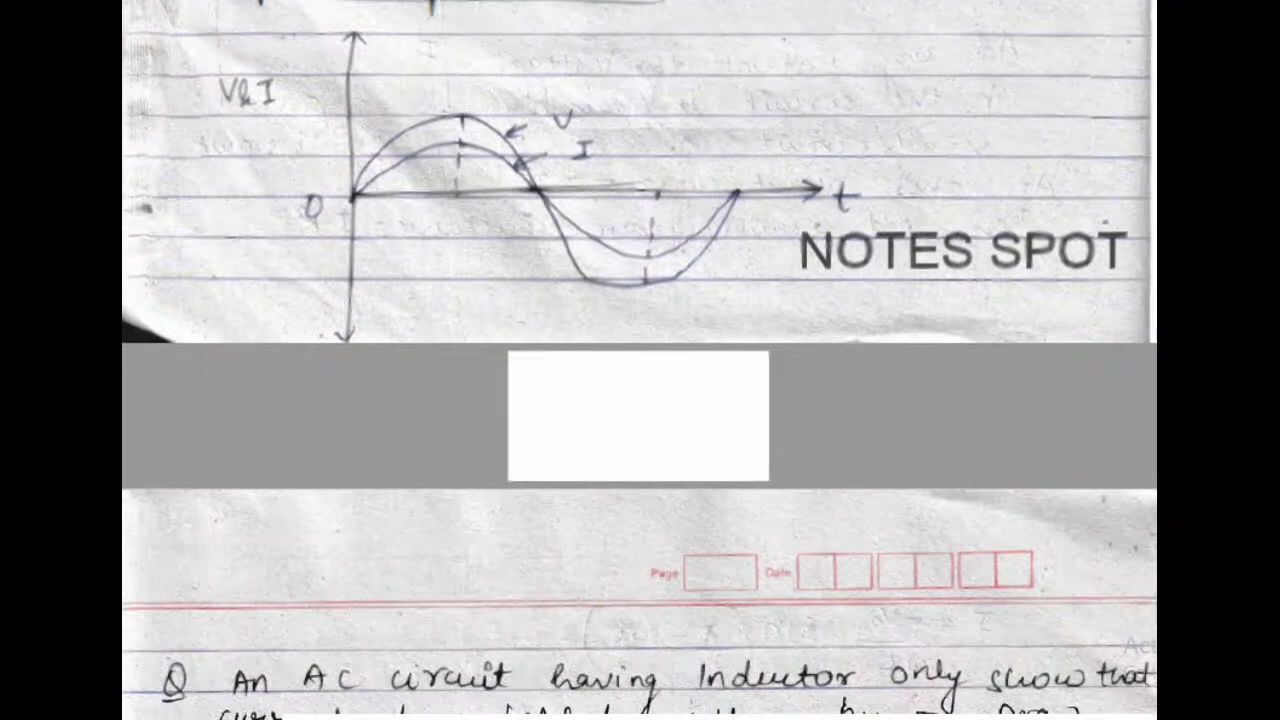 V& I
V
I
O
t
NOTES SPOT
Page
Date
Q An AC circuit having Inductor only show that